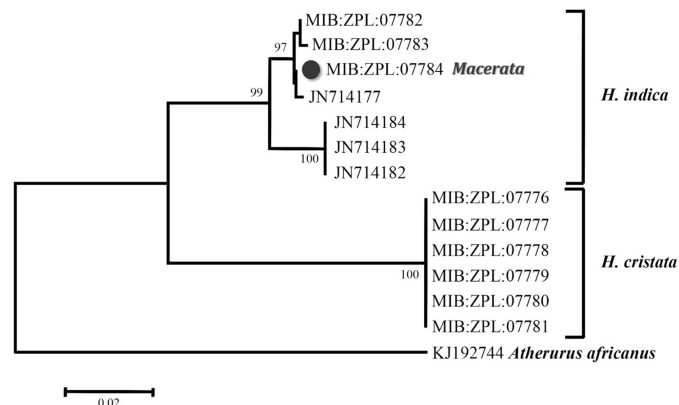 MIB:ZPL:07782
97
MIB:ZPL:07783
MIB:ZPL:07784 Macerata
99
JN714177
H. indica
JN714184
JN714183
100
JN714182
MIB:ZPL:07776
MIB:ZPL:07777
MIB:ZPL:07778
H. cristata
100
MIB:ZPL:07779
MIB:ZPL:07780
MIB:ZPL:07781
KJ192744 Atherurus africanus
0.02